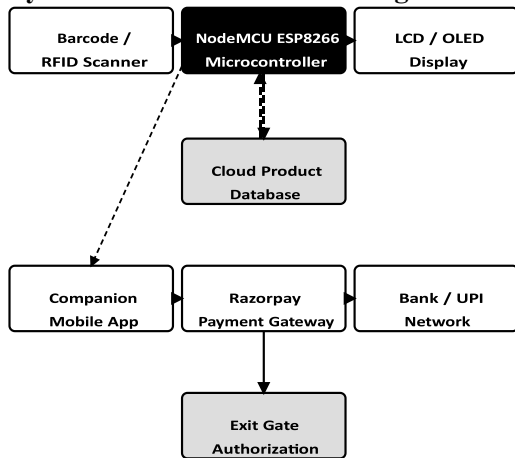 Barcode /
RFID Scanner
NodeMCU ESP8266
Microcontroller
LCD / OLED
Display
Cloud Product
Database
Companion
Mobile App
Razorpay
Payment Gateway
Bank / UPI
Network
Exit Gate
Authorization